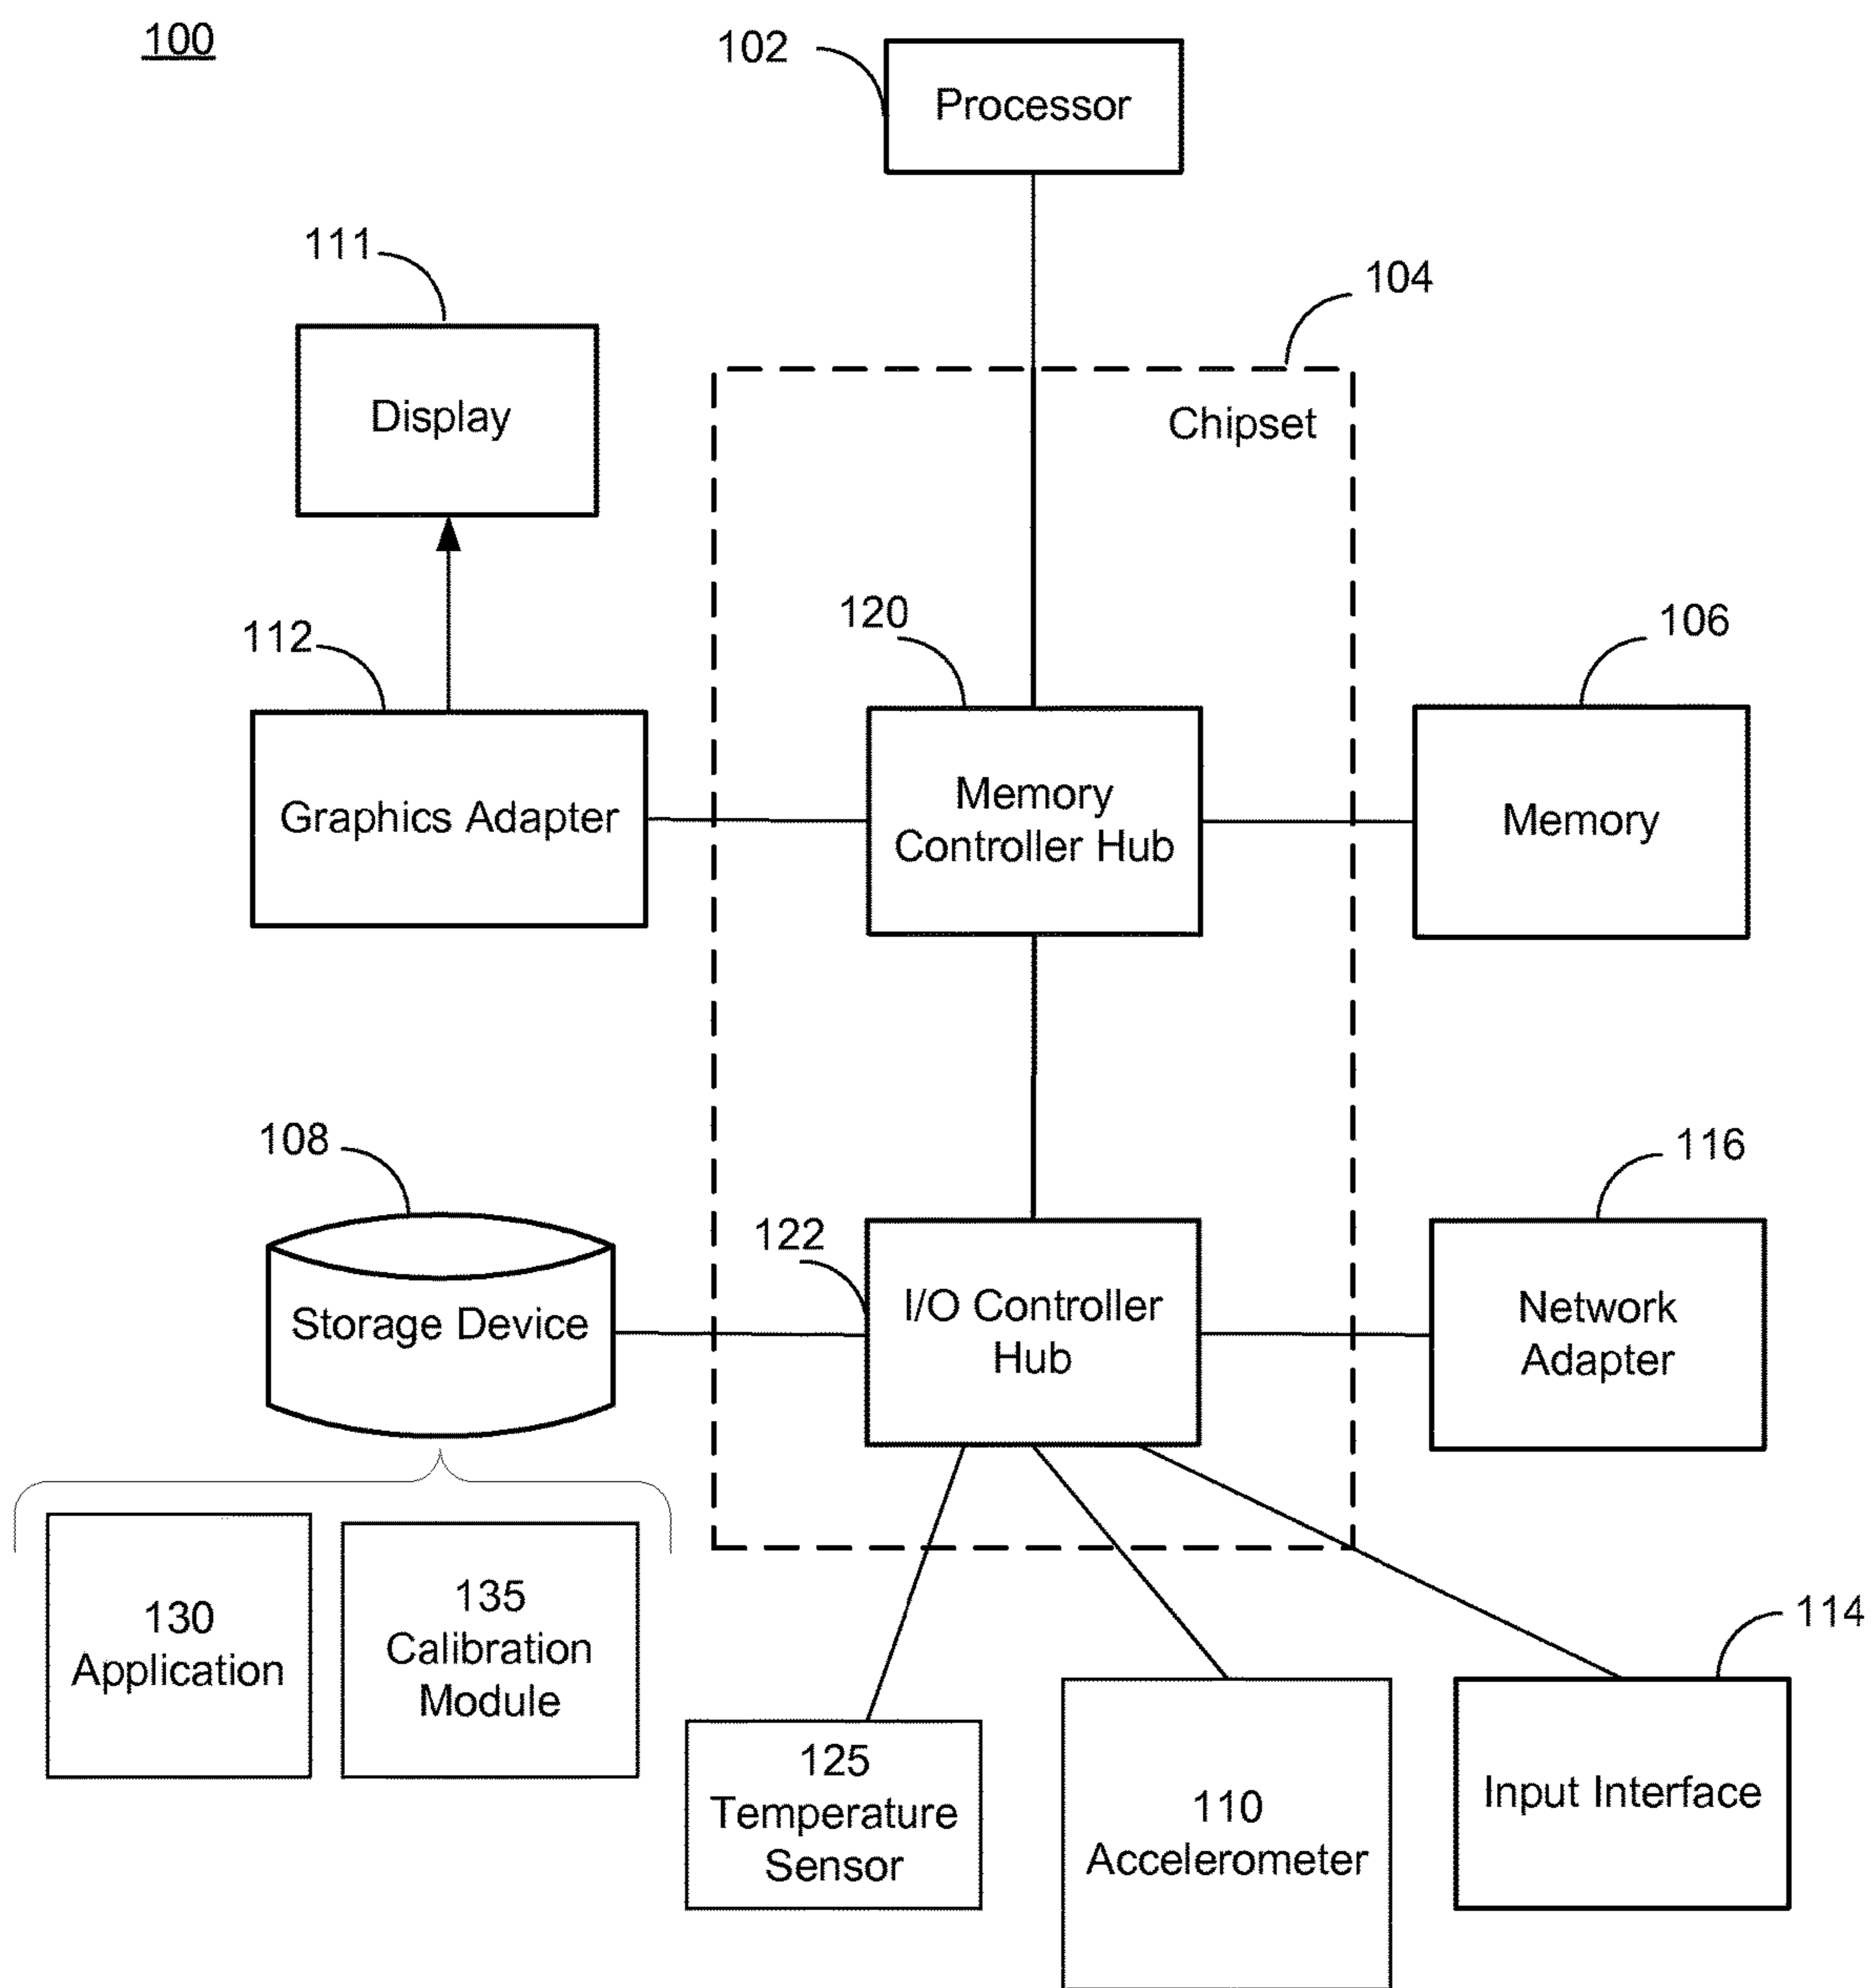 100
102
Processor
111
104
Display
Chipset
112
120
106
Graphics Adapter
Memory
Controller Hub
Memory
108
116
122
Storage Device
I/O Controller
Hub
Network
Adapter
130
Application
135
Calibration
Module
114
125
Temperature
Sensor
110
Accelerometer
Input Interface